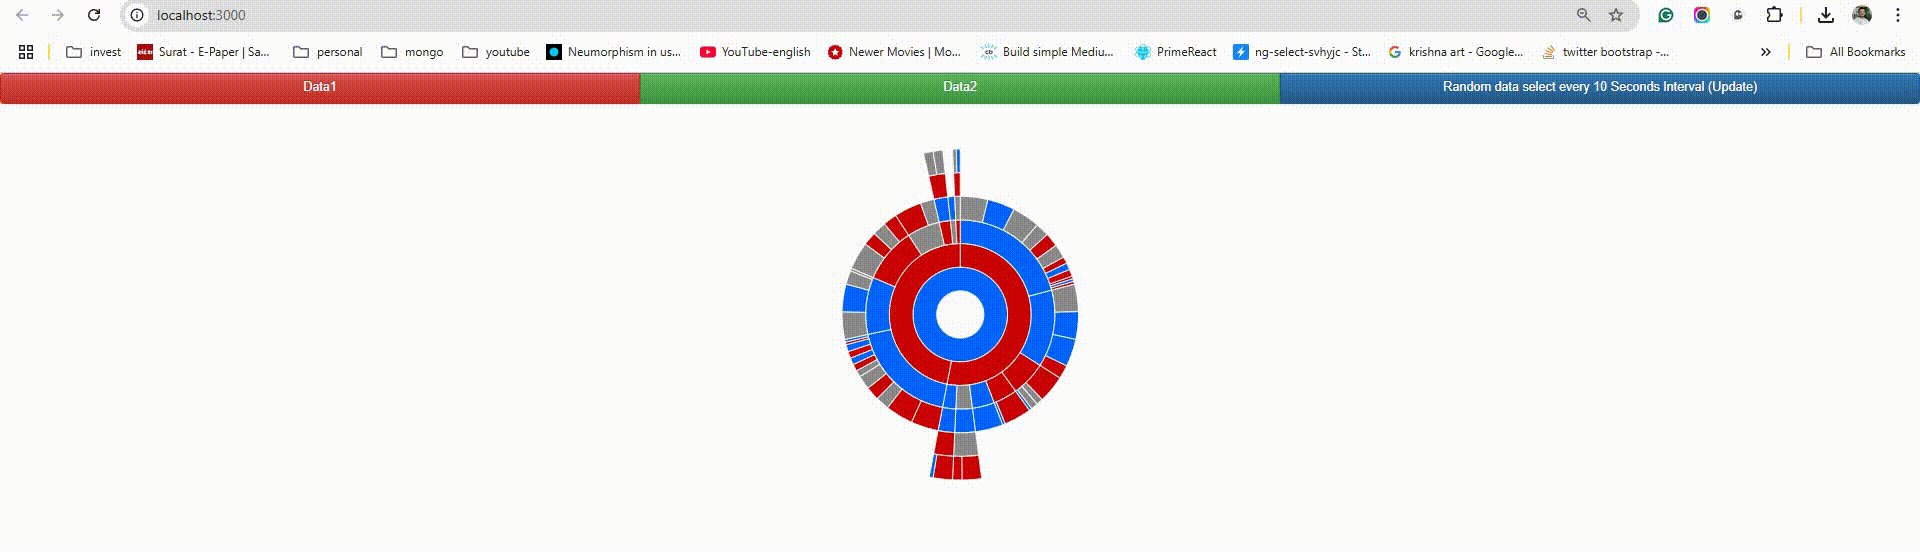 localhost:3000
invest Surat - E-Paper | Sa... personal mongo youtube Neumorphism in us... YouTube-english Newer Movies | Mo... Build simple Mediu... PrimeReact ng-select-svhyjc - St... krishna art - Google... twitter bootstrap -... » All Bookmarks
Data1 Data2 Random data select every 10 Seconds Interval (Update)